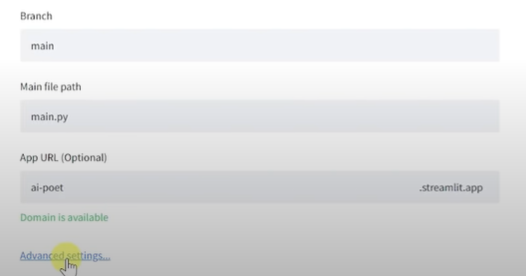 Branch
main
Main file path
main.py
App URL (Optional)
ai-poet .streamlit.app
Domain is available
Advanced settings...